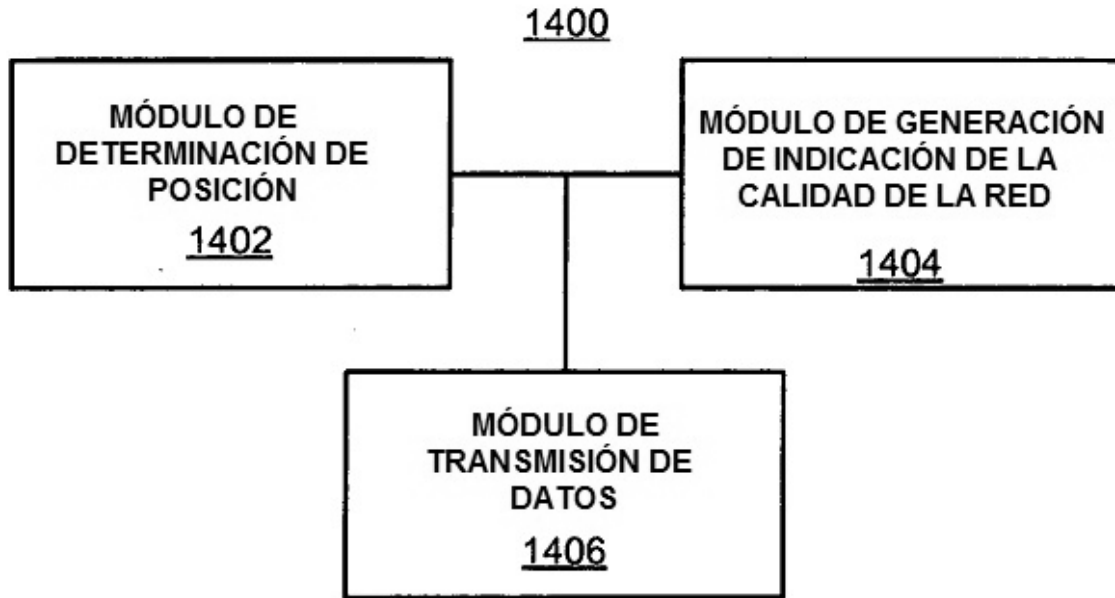 1400
MÓDULO DE
DETERMINACIÓN DE
POSICIÓN
1402
MÓDULO DE GENERACIÓN
DE INDICACIÓN DE LA
CALIDAD DE LA RED
1404
MÓDULO DE
TRANSMISIÓN DE
DATOS
1406